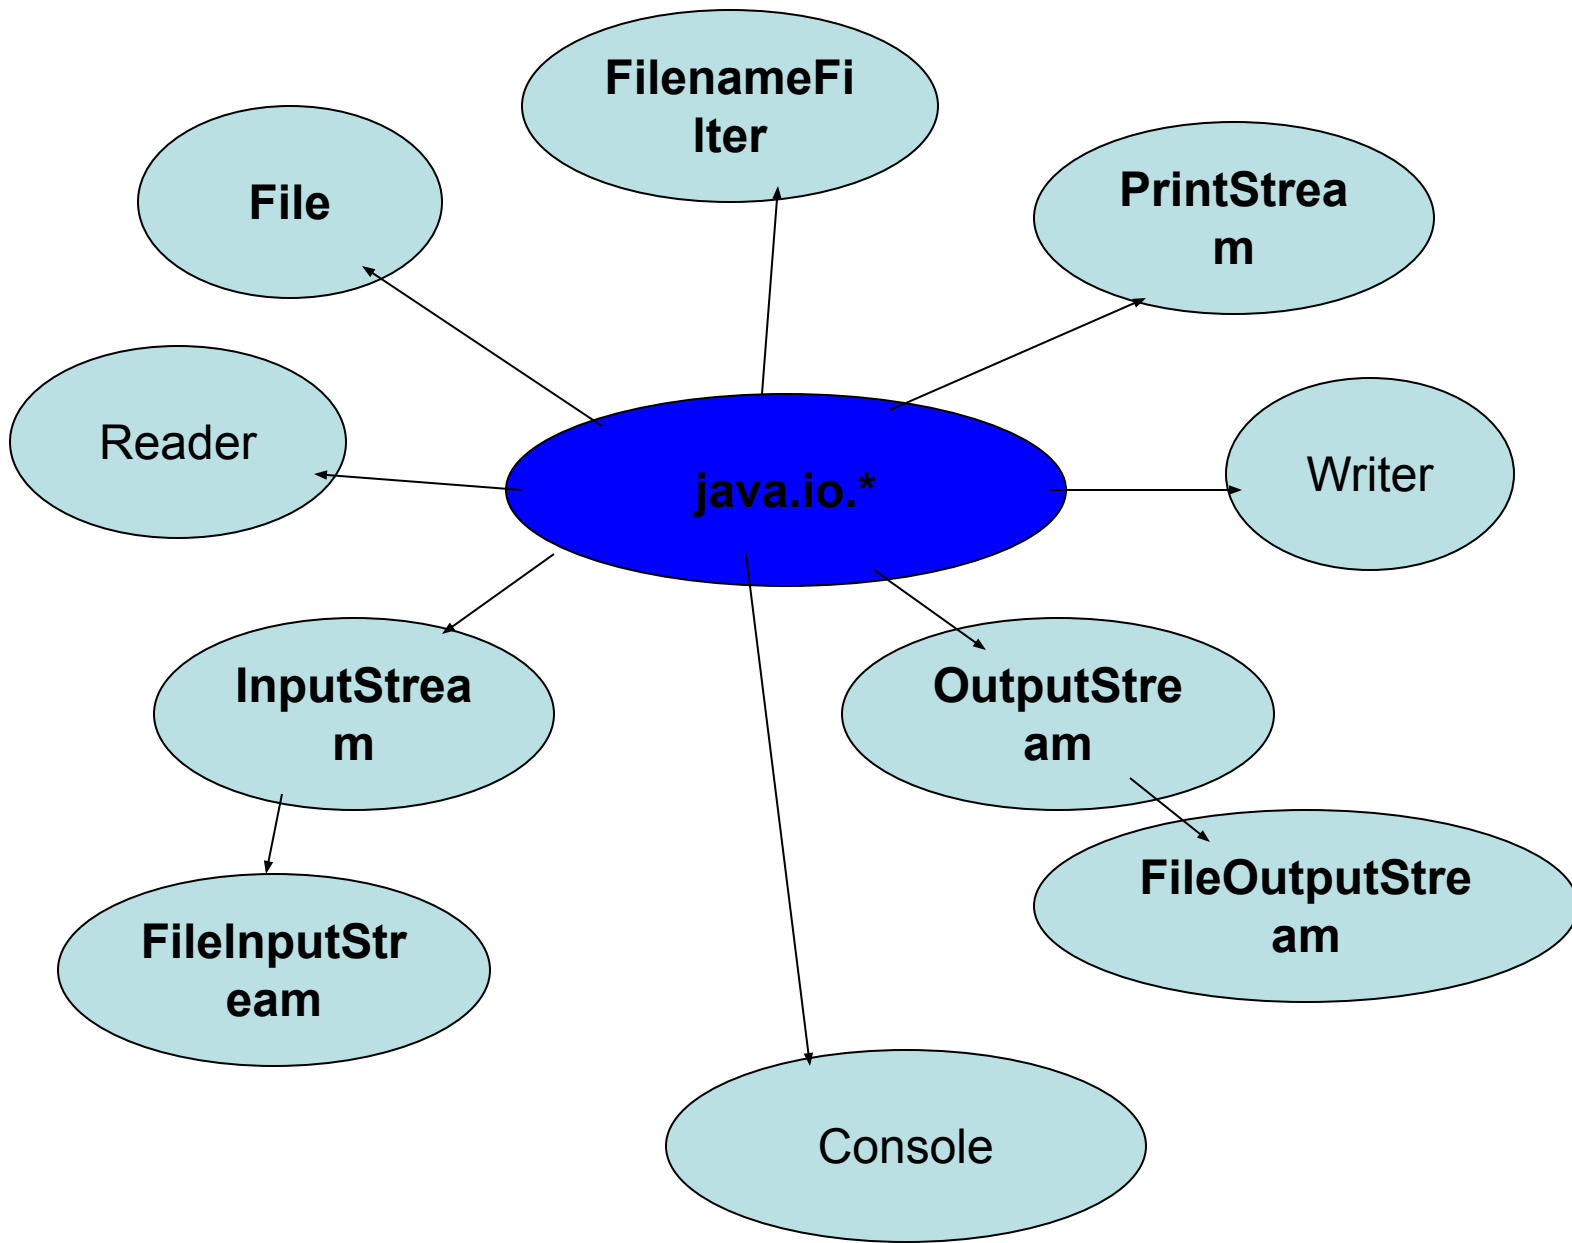 FilenameFi
lter
File
PrintStrea
m
Reader
java.io.*
Writer
InputStrea
m
OutputStre
am
FileInputStr
eam
FileOutputStre
am
Console